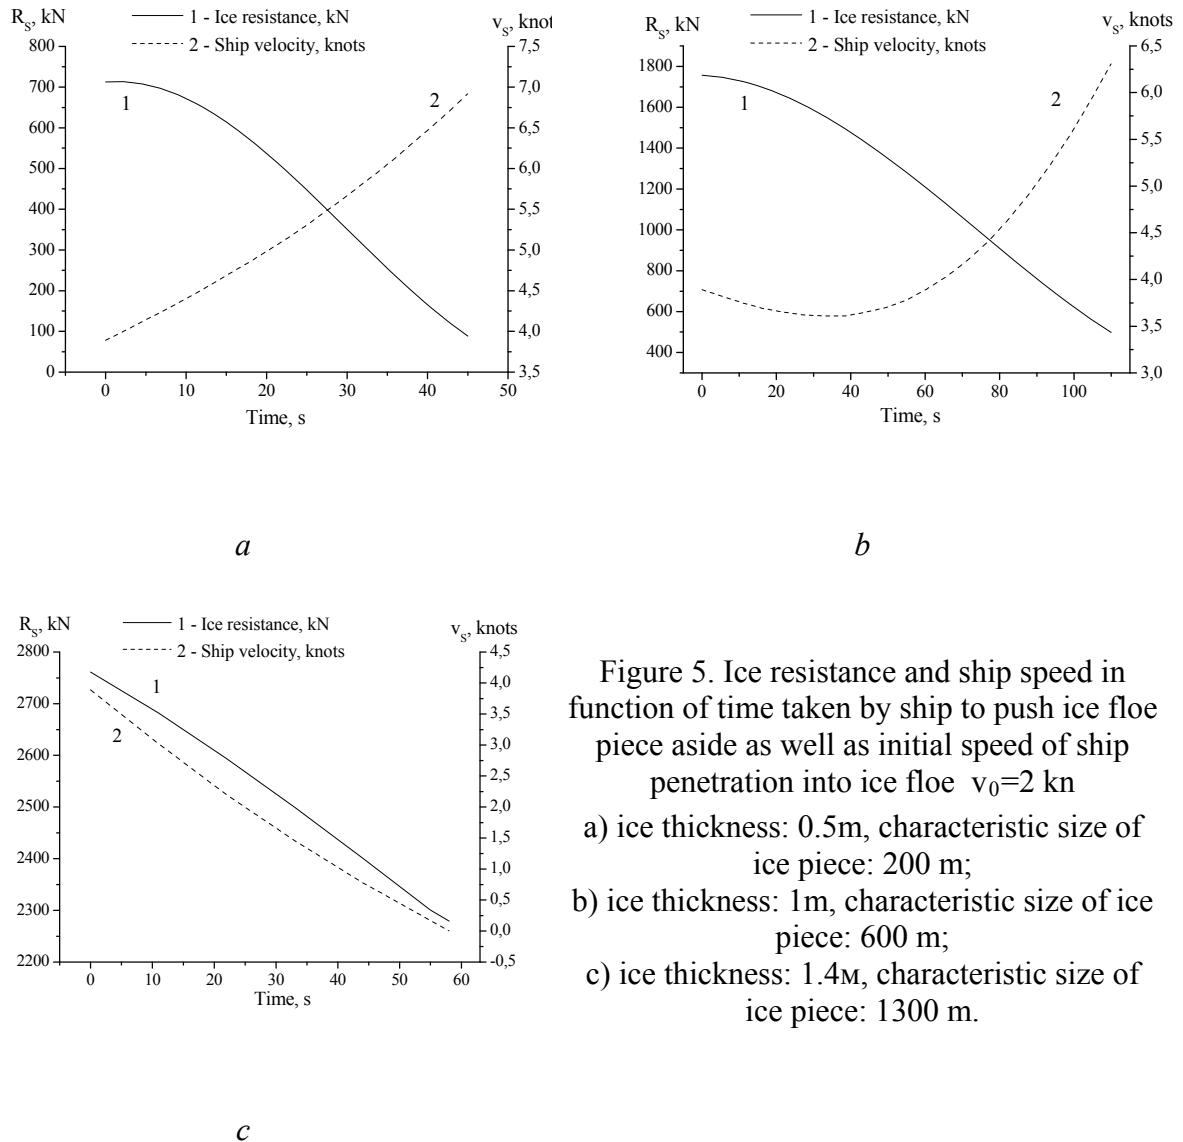 R_s, kN
1 - Ice resistance, kN
2 - Ship velocity, knots
v_s, knot
800
700
600
500
400
300
200
100
0
7,5
7,0
6,5
6,0
5,5
5,0
4,5
4,0
3,5
1
2
0 10 20 30 40 50
Time, s
a
R_s, kN
1 - Ice resistance, kN
2 - Ship velocity, knots
v_s, knots
1800
1600
1400
1200
1000
800
600
400
6,5
6,0
5,5
5,0
4,5
4,0
3,5
3,0
1
2
0 20 40 60 80 100
Time, s
b
R_s, kN
1 - Ice resistance, kN
2 - Ship velocity, knots
v_s, knots
2800
2700
2600
2500
2400
2300
2200
4,5
4,0
3,5
3,0
2,5
2,0
1,5
1,0
0,5
0,0
-0,5
1
2
0 10 20 30 40 50 60
Time, s
c
Figure 5. Ice resistance and ship speed in
function of time taken by ship to push ice floe
piece aside as well as initial speed of ship
penetration into ice floe v₀=2 kn
a) ice thickness: 0.5m, characteristic size of
ice piece: 200 m;
b) ice thickness: 1m, characteristic size of ice
piece: 600 m;
c) ice thickness: 1.4м, characteristic size of
ice piece: 1300 m.